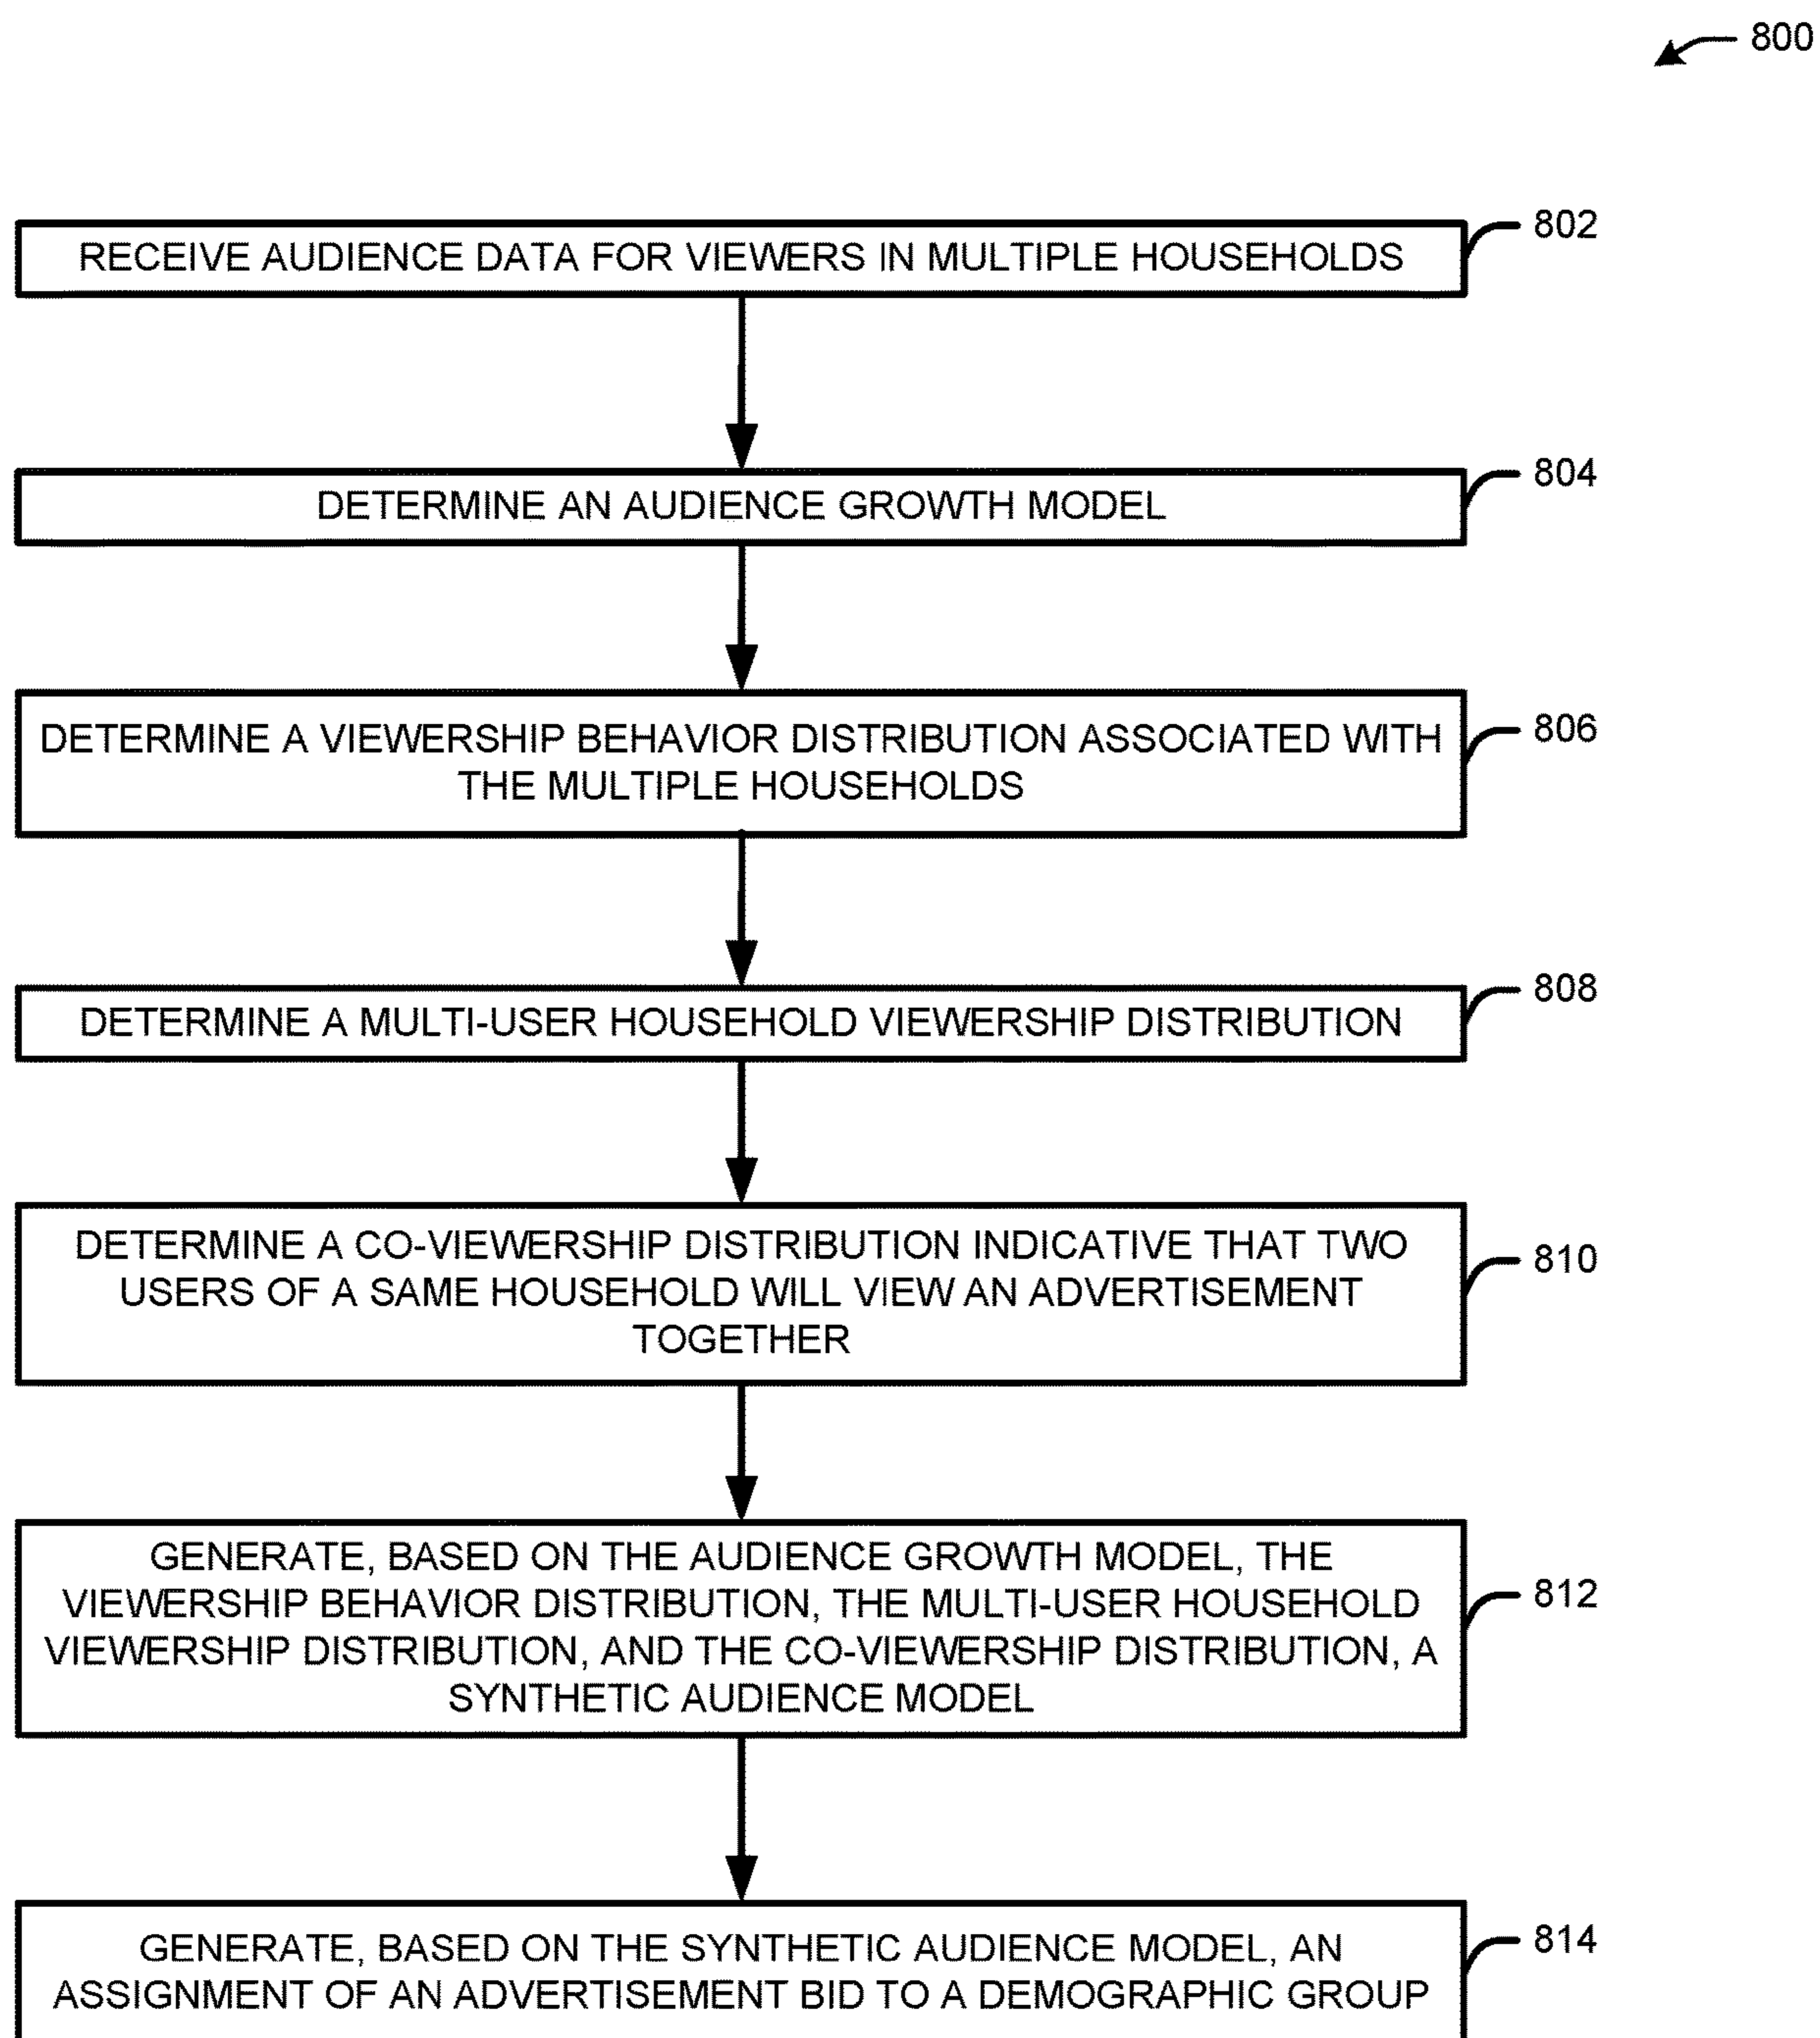 800
RECEIVE AUDIENCE DATA FOR VIEWERS IN MULTIPLE HOUSEHOLDS
802
DETERMINE AN AUDIENCE GROWTH MODEL
804
DETERMINE A VIEWERSHIP BEHAVIOR DISTRIBUTION ASSOCIATED WITH
THE MULTIPLE HOUSEHOLDS
806
DETERMINE A MULTI-USER HOUSEHOLD VIEWERSHIP DISTRIBUTION
808
DETERMINE A CO-VIEWERSHIP DISTRIBUTION INDICATIVE THAT TWO
USERS OF A SAME HOUSEHOLD WILL VIEW AN ADVERTISEMENT
TOGETHER
810
GENERATE, BASED ON THE AUDIENCE GROWTH MODEL, THE
VIEWERSHIP BEHAVIOR DISTRIBUTION, THE MULTI-USER HOUSEHOLD
VIEWERSHIP DISTRIBUTION, AND THE CO-VIEWERSHIP DISTRIBUTION, A
SYNTHETIC AUDIENCE MODEL
812
GENERATE, BASED ON THE SYNTHETIC AUDIENCE MODEL, AN
ASSIGNMENT OF AN ADVERTISEMENT BID TO A DEMOGRAPHIC GROUP
814